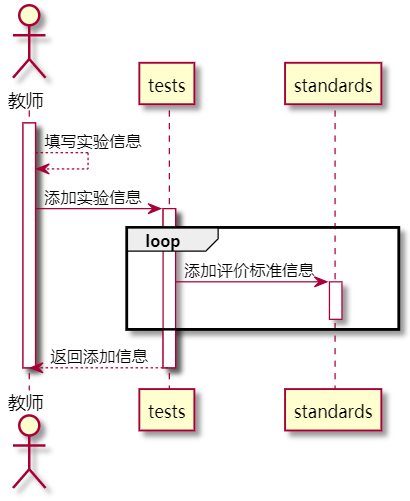 教师
tests
standards
填写实验信息
添加实验信息
loop
添加评价标准信息
返回添加信息
教师
tests
standards